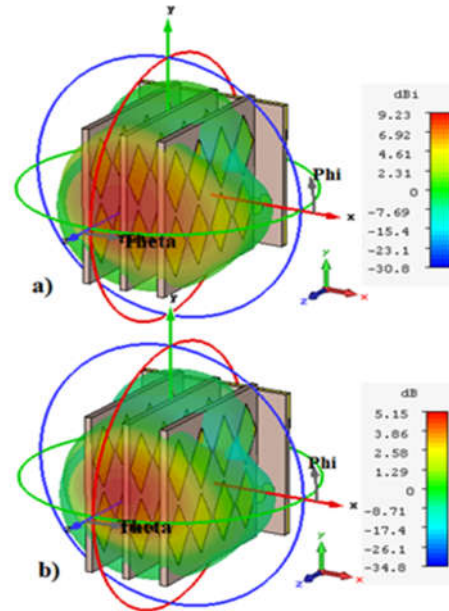 y
dBi
9.23
6.92
4.61
2.31
0
-7.69
-15.4
-23.1
-30.8
Phi
x
Theta
a)
y
z
x
y
dB
5.15
3.86
2.58
1.29
0
-8.71
-17.4
-26.1
-34.8
Phi
x
Theta
b)
y
z
x